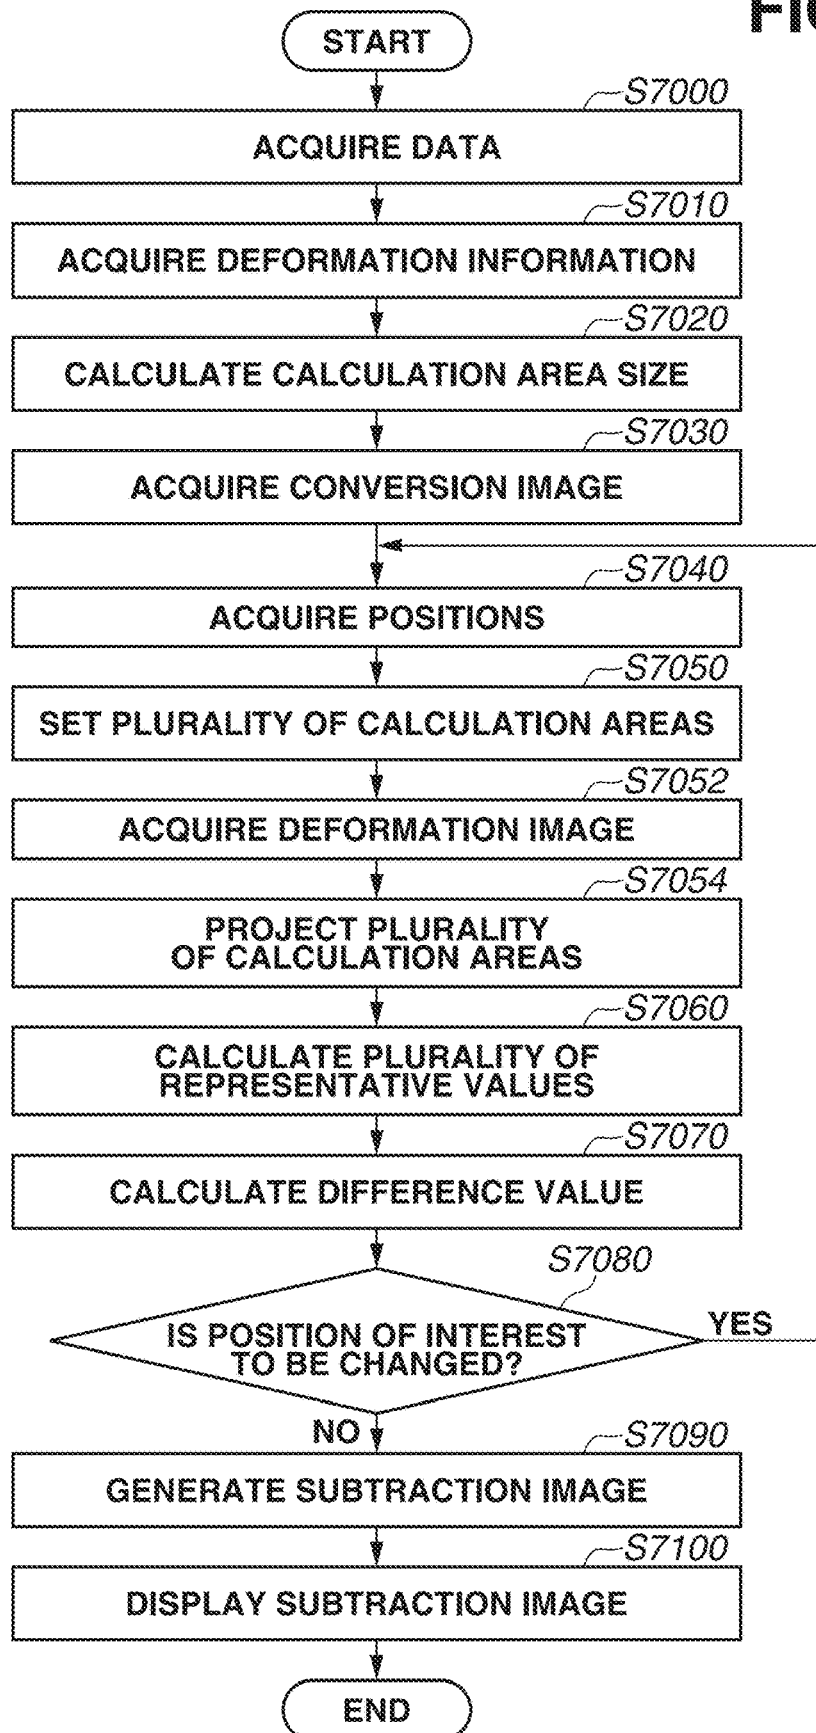 START
S7000
ACQUIRE DATA
S7010
ACQUIRE DEFORMATION INFORMATION
S7020
CALCULATE CALCULATION AREA SIZE
S7030
ACQUIRE CONVERSION IMAGE
S7040
ACQUIRE POSITIONS
S7050
SET PLURALITY OF CALCULATION AREAS
S7052
ACQUIRE DEFORMATION IMAGE
S7054
PROJECT PLURALITY
OF CALCULATION AREAS
S7060
CALCULATE PLURALITY OF
REPRESENTATIVE VALUES
S7070
CALCULATE DIFFERENCE VALUE
S7080
IS POSITION OF INTEREST
TO BE CHANGED?
YES
NO
S7090
GENERATE SUBTRACTION IMAGE
S7100
DISPLAY SUBTRACTION IMAGE
END